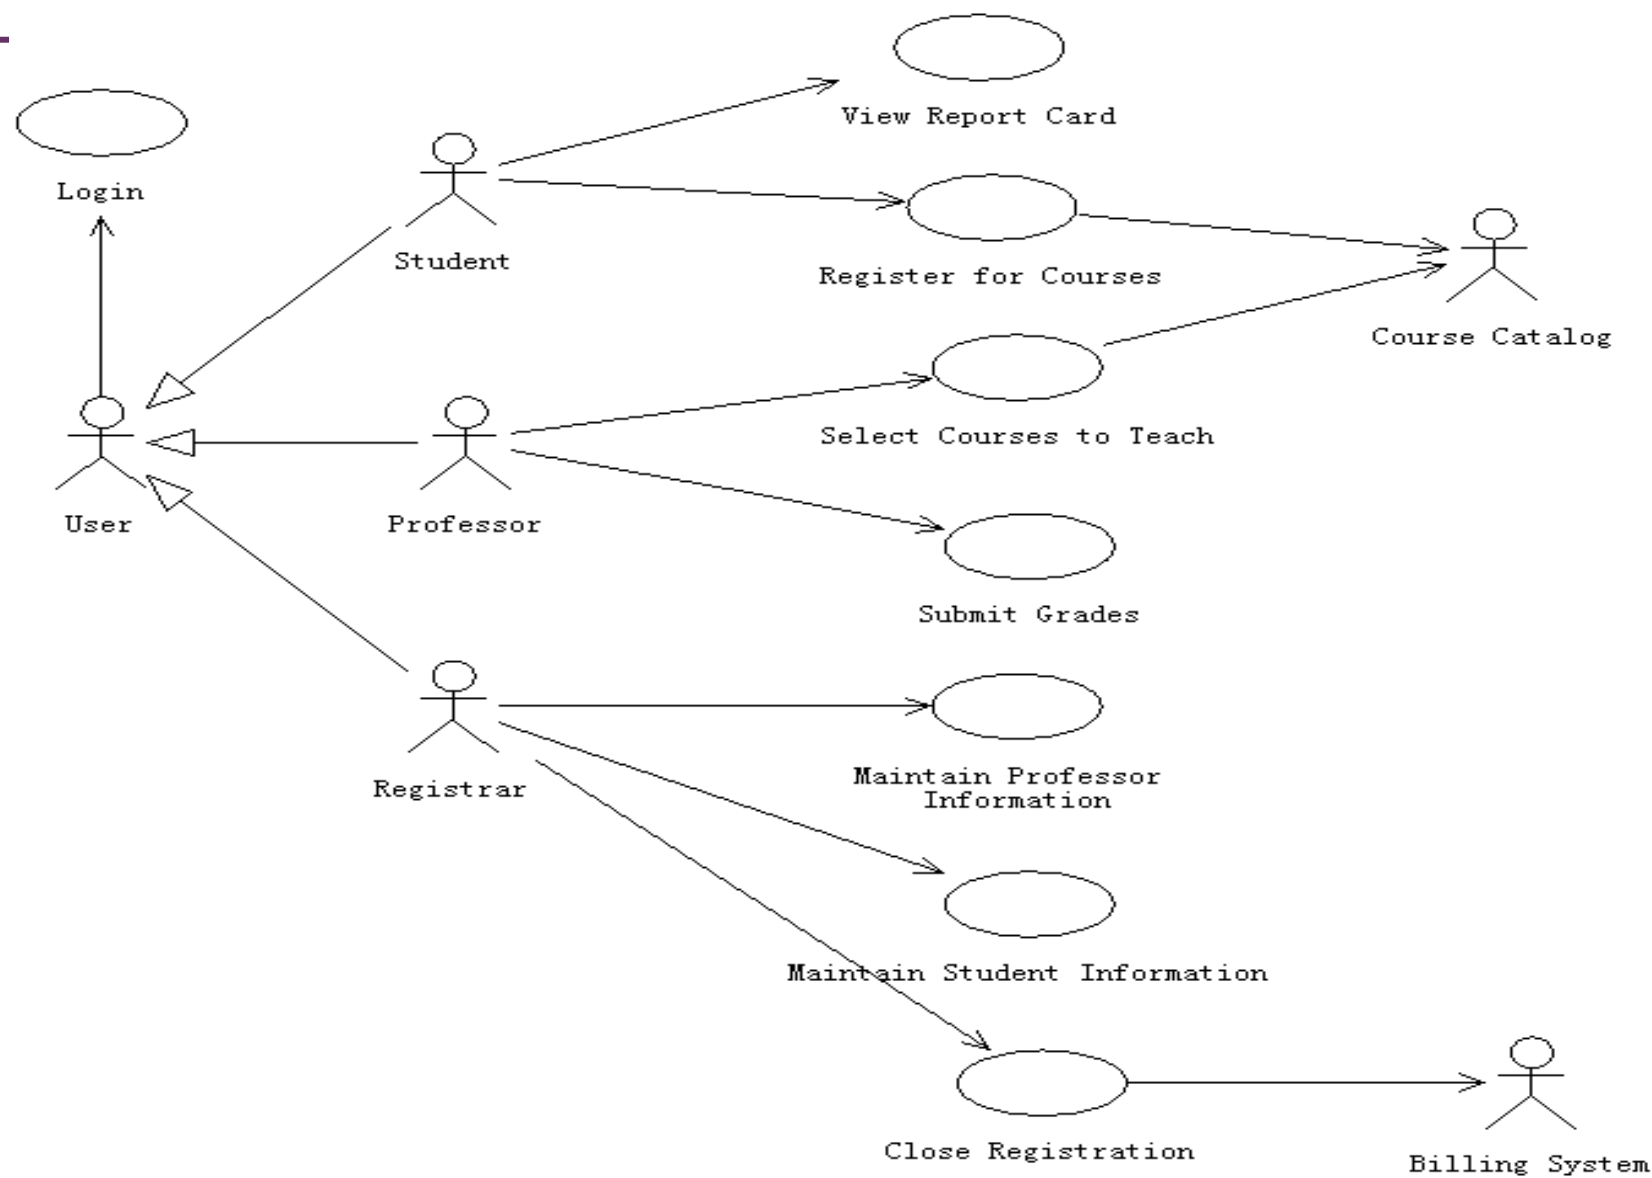 View Report Card
Login
Student
Register for Courses
Course Catalog
Select Courses to Teach
User
Professor
Submit Grades
Registrar
Maintain Professor
Information
Maintain Student Information
Close Registration
Billing System